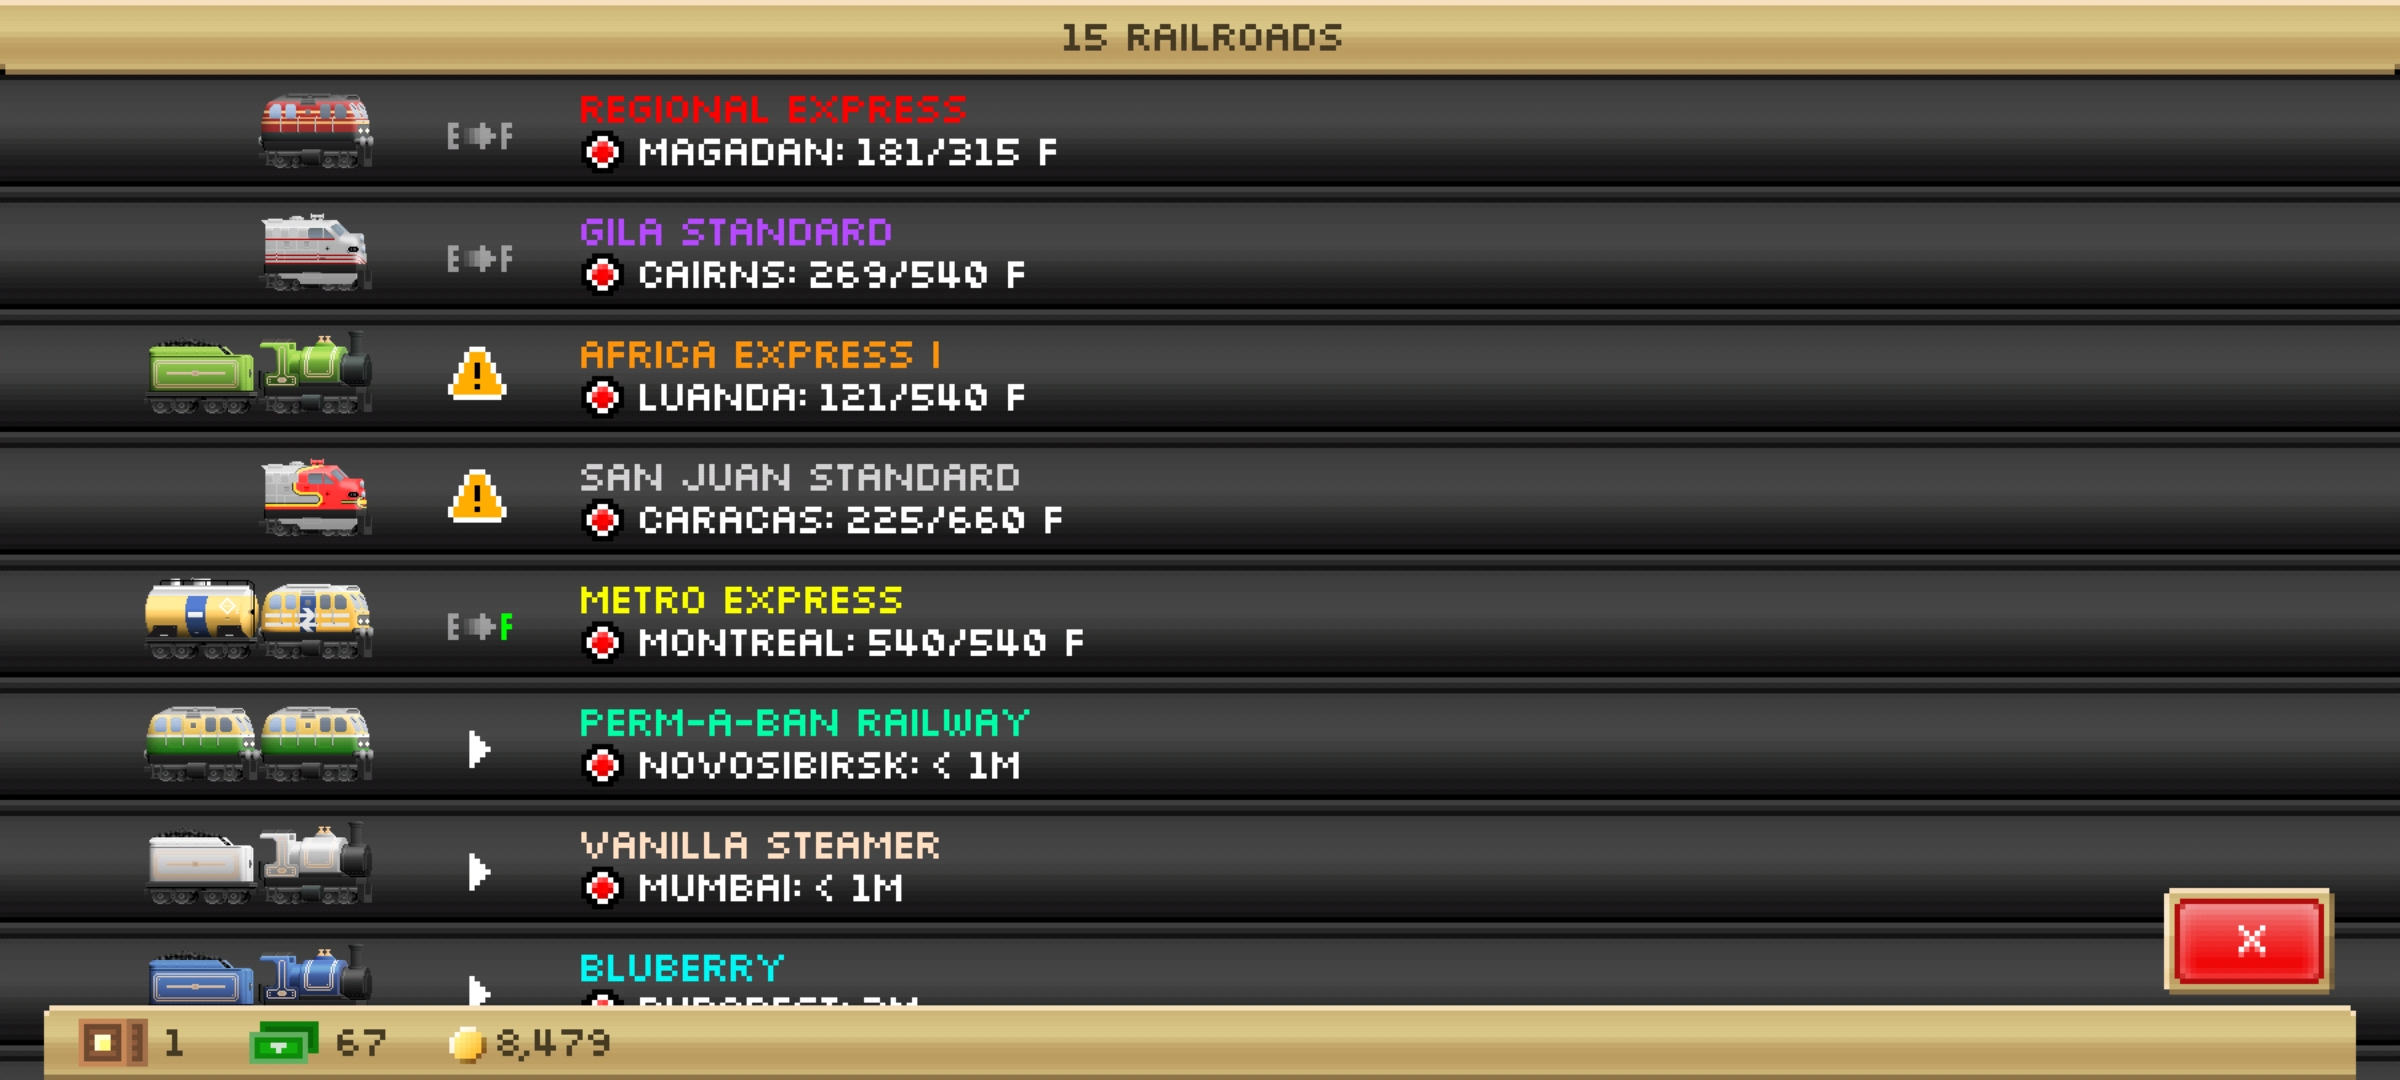 15 RAILROADS
E F
REGIONAL EXPRESS
MAGADAN: 181/315 F
E F
GILA STANDARD
CAIRNS: 269/540 F
!
AFRICA EXPRESS I
LUANDA: 121/540 F
!
SAN JUAN STANDARD
CARACAS: 225/660 F
E F
METRO EXPRESS
MONTREAL: 540/540 F
PERM-A-BAN RAILWAY
NOVOSIBIRSK: < 1M
VANILLA STEAMER
MUMBAI: < 1M
BLUBERRY
X
1 67 8,479